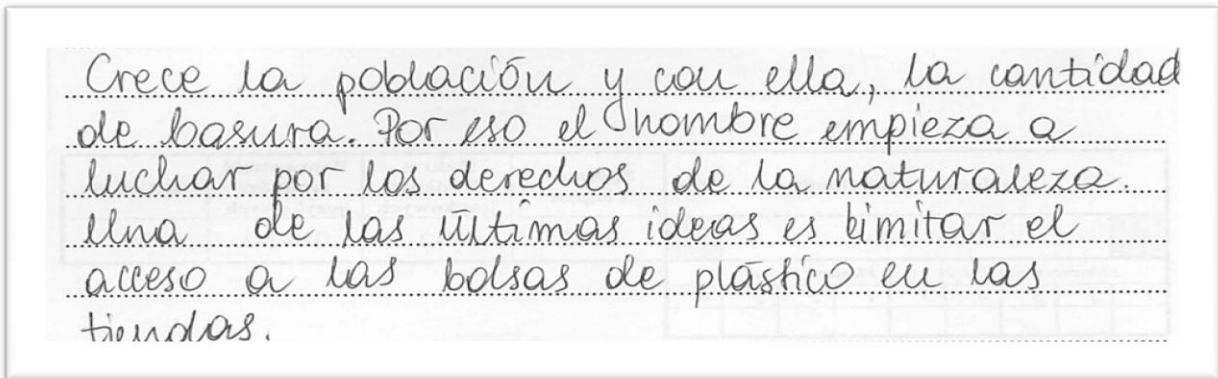 Crece la población y con ella, la cantidad
de basura. Por eso el hombre empieza a
luchar por los derechos de la naturaleza.
Una de las últimas ideas es limitar el
acceso a las bolsas de plástico en las
tiendas.